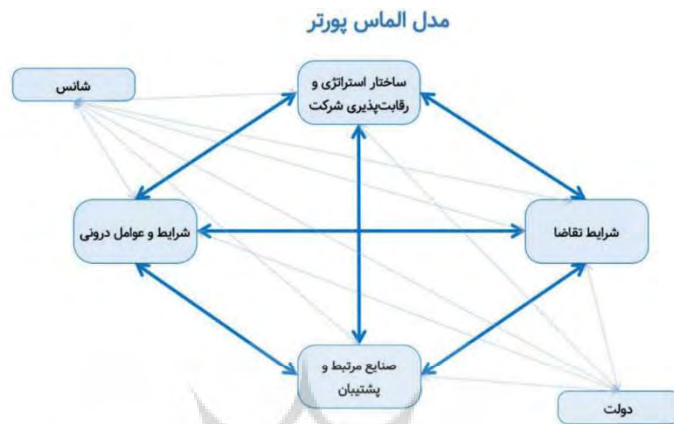 مدل الماس پورتر
ساختار استراتژی و
رقابت‌پذیری شرکت
شانس
شرایط و عوامل درونی
شرایط تقاضا
صنایع مرتبط و
پشتیبان
دولت